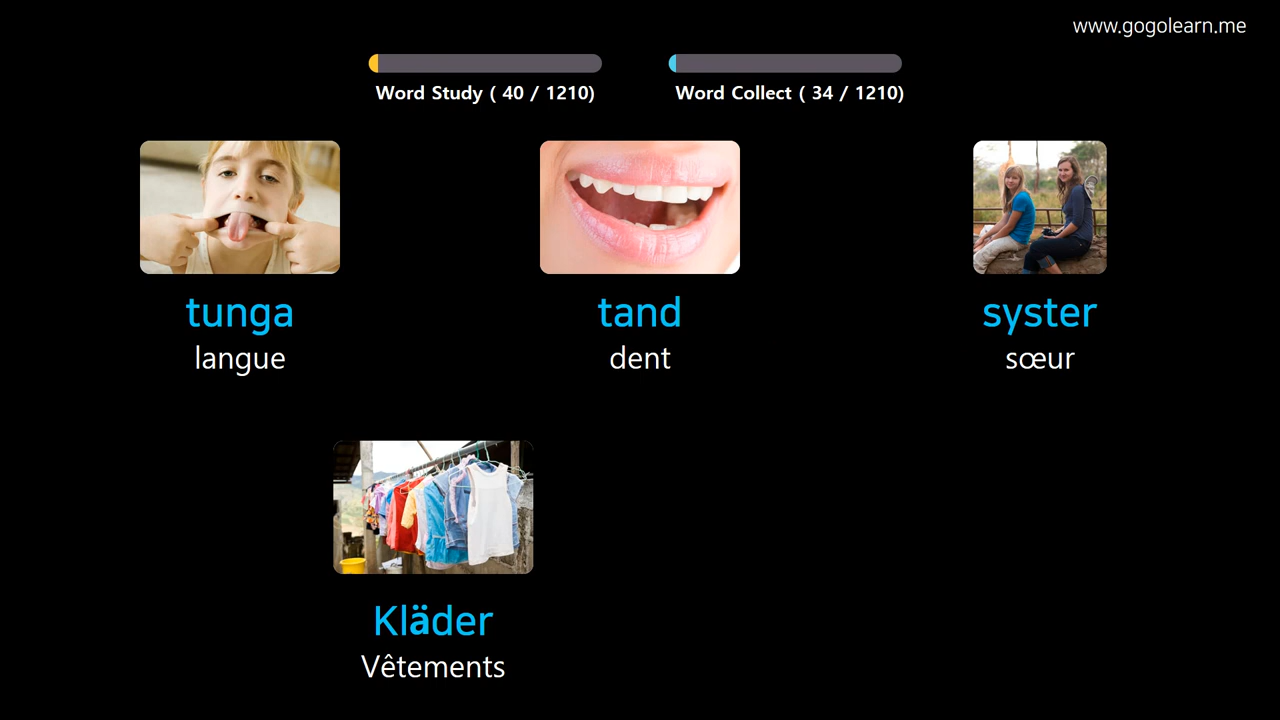 www.gogolearn.me
Word Study ( 40 / 1210)
Word Collect ( 34 / 1210)
tunga
langue
tand
dent
syster
sœur
Kläder
Vêtements